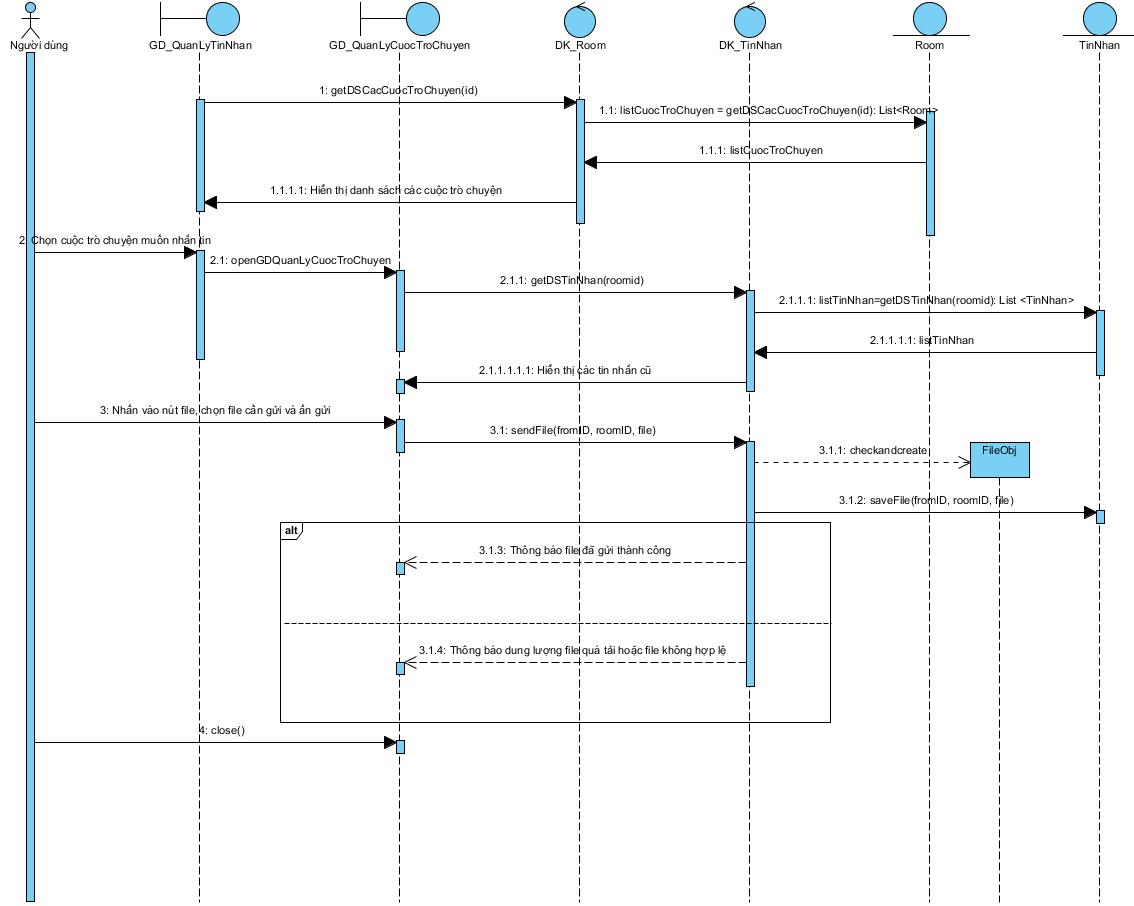 Người dùng
GD_QuanLyTinNhan
GD_QuanLyCuocTroChuyen
DK_Room
DK_TinNhan
Room
TinNhan
1: getDSCacCuocTroChuyen(id)
1.1: listCuocTroChuyen = getDSCacCuocTroChuyen(id): List<Room>
1.1.1: listCuocTroChuyen
1.1.1.1: Hiển thị danh sách các cuộc trò chuyện
2: Chọn cuộc trò chuyện muốn nhắn tin
2.1: openGDQuanLyCuocTroChuyen
2.1.1: getDSTinNhan(roomid)
2.1.1.1: listTinNhan=getDSTinNhan(roomid): List <TinNhan>
2.1.1.1.1: listTinNhan
2.1.1.1.1.1: Hiển thị các tin nhắn cũ
3: Nhấn vào nút file, chọn file cần gửi và ấn gửi
3.1: sendFile(fromID, roomID, file)
3.1.1: checkandcreate
FileObj
3.1.2: saveFile(fromID, roomID, file)
alt
3.1.3: Thông báo file đã gửi thành công
3.1.4: Thông báo dung lượng file quá tải hoặc file không hợp lệ
4: close()